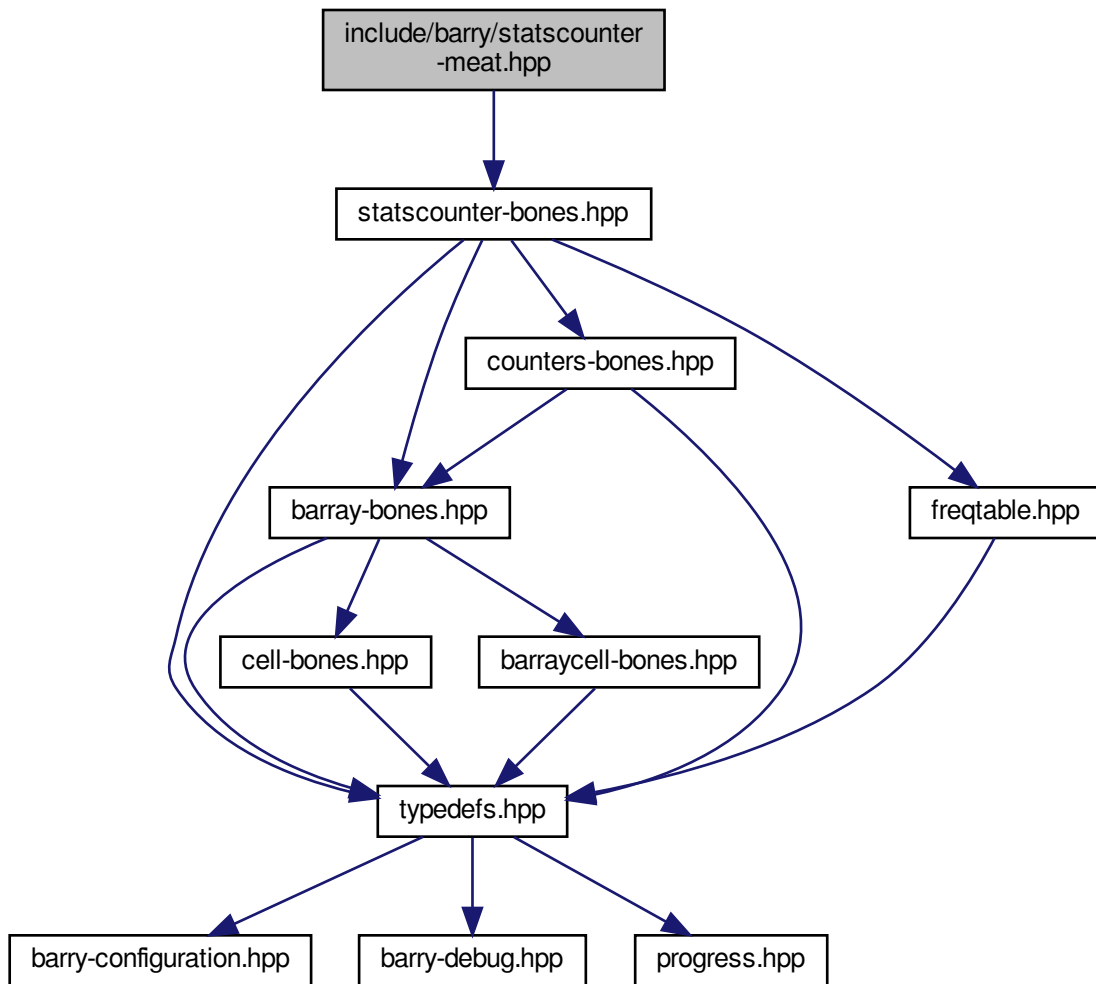 include/barry/statscounter
-meat.hpp
statscounter-bones.hpp
counters-bones.hpp
barray-bones.hpp
freqtable.hpp
cell-bones.hpp
barraycell-bones.hpp
typedefs.hpp
barry-configuration.hpp
barry-debug.hpp
progress.hpp